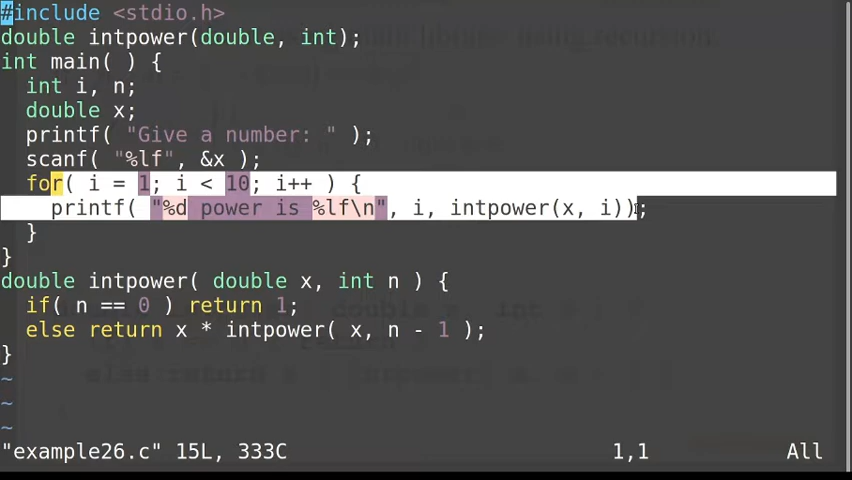 #include <stdio.h>
double intpower(double, int);
int main( ) {
  int i, n;
  double x;
  printf( "Give a number: " );
  scanf( "%lf", &x );
  for( i = 1; i < 10; i++ ) {
    printf( "%d power is %lf\n", i, intpower(x, i));
  }
}
double intpower( double x, int n ) {
  if( n == 0 ) return 1;
  else return x * intpower( x, n - 1 );
}
~
~
~
"example26.c" 15L, 333C 1,1 All